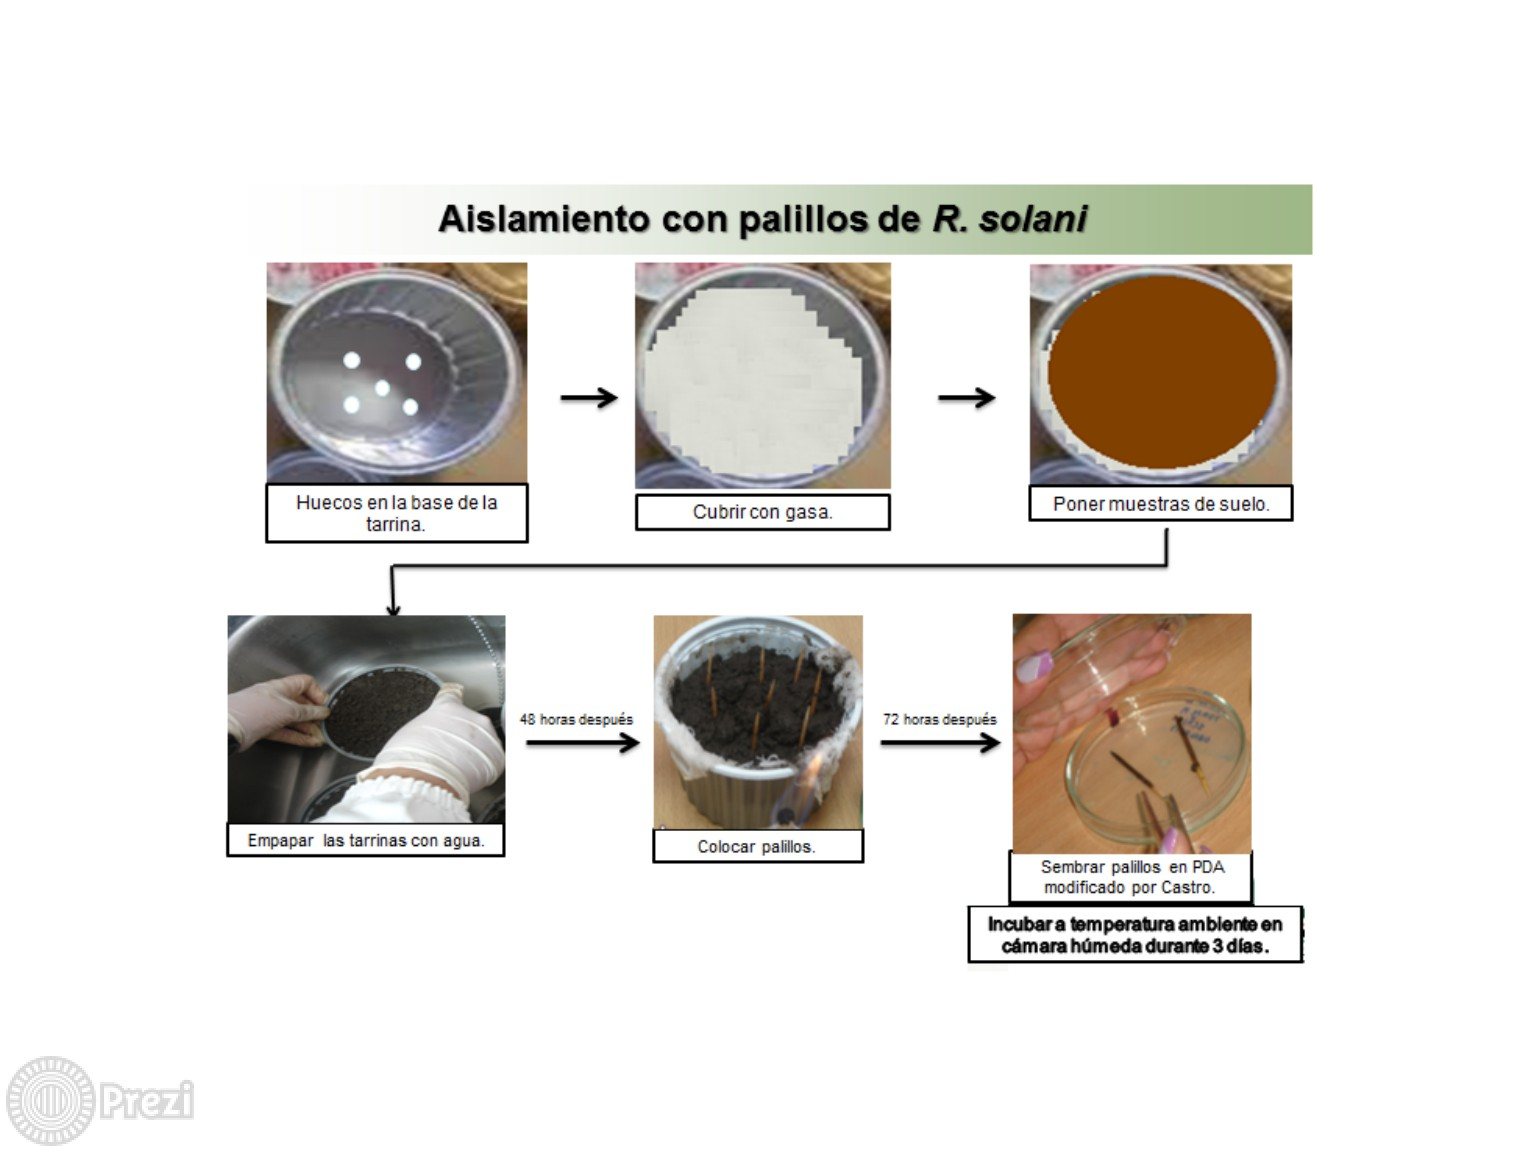 Aislamiento con palillos de R. solani
Huecos en la base de la
tarrina.
Cubrir con gasa.
Poner muestras de suelo.
48 horas después
72 horas después
Empapar las tarrinas con agua.
Colocar palillos.
Sembrar palillos en PDA
modificado por Castro.
Incubar a temperatura ambiente en
cámara húmeda durante 3 días.
Prezi